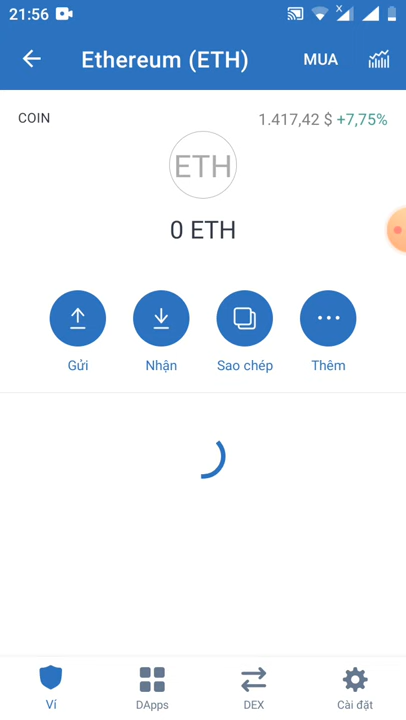 21:56
Ethereum (ETH)
MUA
COIN
1.417,42 $ +7,75%
ETH
0 ETH
Gửi
Nhận
Sao chép
Thêm
Ví
DApps
DEX
Cài đặt